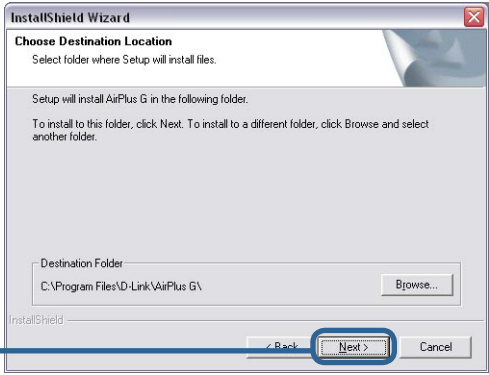 InstallShield Wizard
Choose Destination Location
Select folder where Setup will install files.
Setup will install AirPlus G in the following folder.
To install to this folder, click Next. To install to a different folder, click Browse and select
another folder.
Destination Folder
C:\Program Files\D-Link\AirPlus G\
Browse...
InstallShield
< Back
Next >
Cancel